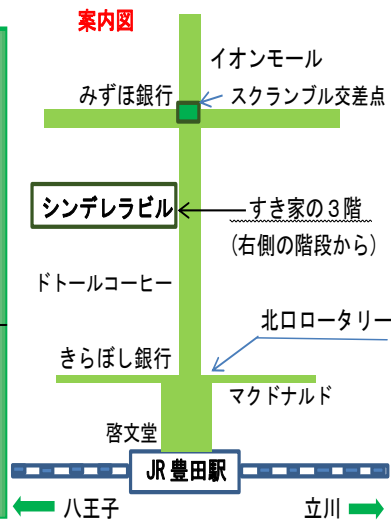 案内図
イオンモール
みずほ銀行
スクランブル交差点
シンデレラビル
すき家の3階
(右側の階段から)
ドトールコーヒー
北口ロータリー
きらぼし銀行
マクドナルド
啓文堂
JR 豊田駅
八王子
立川